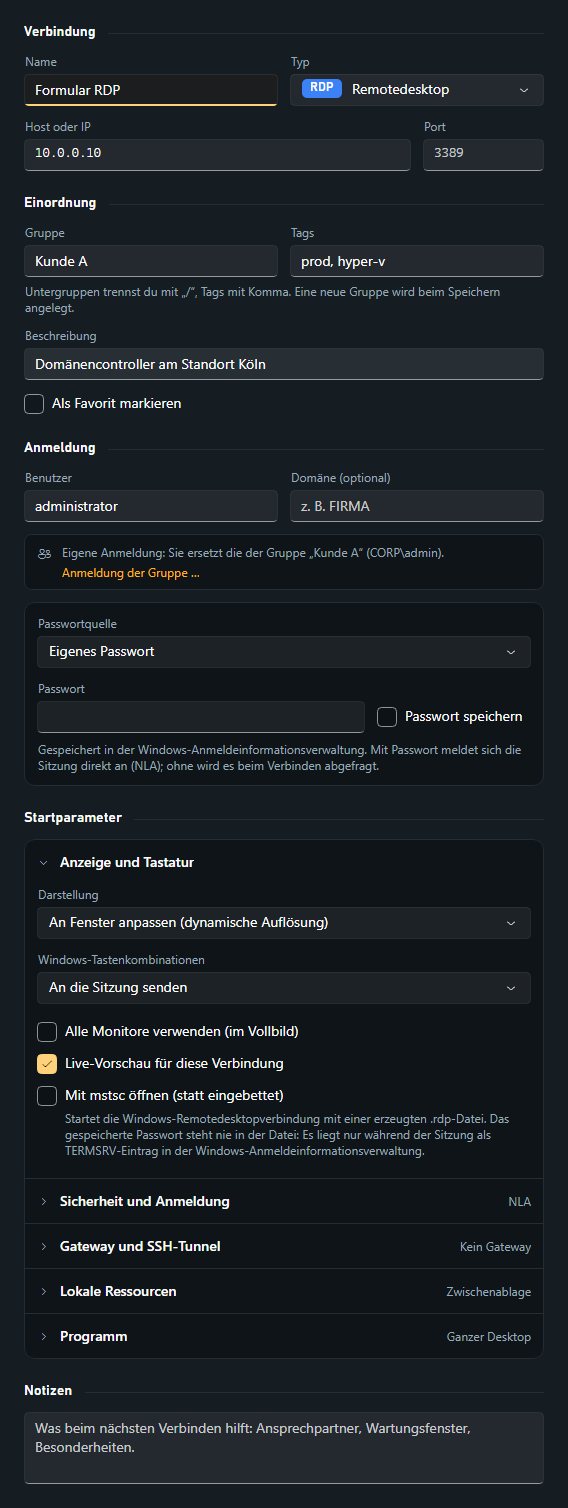 Verbindung
Name
Typ
Formular RDP
RDP Remotedesktop
Host oder IP
Port
10.0.0.10
3389
Einordnung
Gruppe
Tags
Kunde A
prod, hyper-v
Untergruppen trennst du mit „/“, Tags mit Komma. Eine neue Gruppe wird beim Speichern
angelegt.
Beschreibung
Domänencontroller am Standort Köln
Als Favorit markieren
Anmeldung
Benutzer
Domäne (optional)
administrator
z. B. FIRMA
Eigene Anmeldung: Sie ersetzt die der Gruppe „Kunde A“ (CORP\admin).
Anmeldung der Gruppe ...
Passwortquelle
Eigenes Passwort
Passwort
Passwort speichern
Gespeichert in der Windows-Anmeldeinformationsverwaltung. Mit Passwort meldet sich die
Sitzung direkt an (NLA); ohne wird es beim Verbinden abgefragt.
Startparameter
Anzeige und Tastatur
Darstellung
An Fenster anpassen (dynamische Auflösung)
Windows-Tastenkombinationen
An die Sitzung senden
Alle Monitore verwenden (im Vollbild)
Live-Vorschau für diese Verbindung
Mit mstsc öffnen (statt eingebettet)
Startet die Windows-Remotedesktopverbindung mit einer erzeugten .rdp-Datei. Das
gespeicherte Passwort steht nie in der Datei: Es liegt nur während der Sitzung als
TERMSRV-Eintrag in der Windows-Anmeldeinformationsverwaltung.
Sicherheit und Anmeldung
NLA
Gateway und SSH-Tunnel
Kein Gateway
Lokale Ressourcen
Zwischenablage
Programm
Ganzer Desktop
Notizen
Was beim nächsten Verbinden hilft: Ansprechpartner, Wartungsfenster,
Besonderheiten.